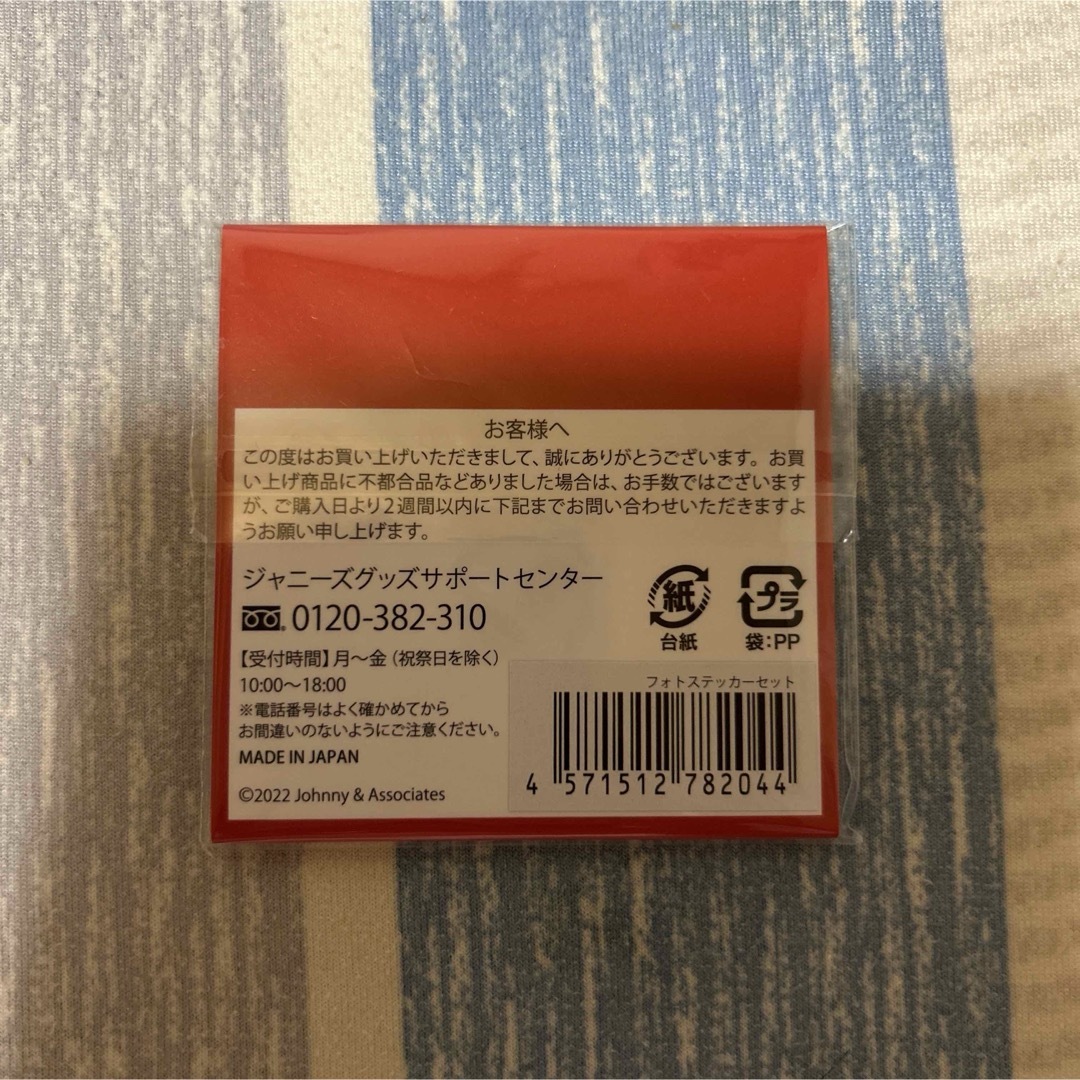 お客様へ
この度はお買い上げいただきまして、誠にありがとうございます。お買
い上げ商品に不都合品などありました場合は、お手数ではございます
が、ご購入日より2週間以内に下記までお問い合わせいただきますよ
うお願い申し上げます。
ジャニーズグッズサポートセンター
0120-382-310
【受付時間】月〜金（祝祭日を除く）
10:00〜18:00
※電話番号はよく確かめてから
お間違いのないようにご注意ください。
MADE IN JAPAN
©2022 Johnny & Associates
紙
台紙
プラ
袋：PP
フォトステッカーセット
4 571512 782044